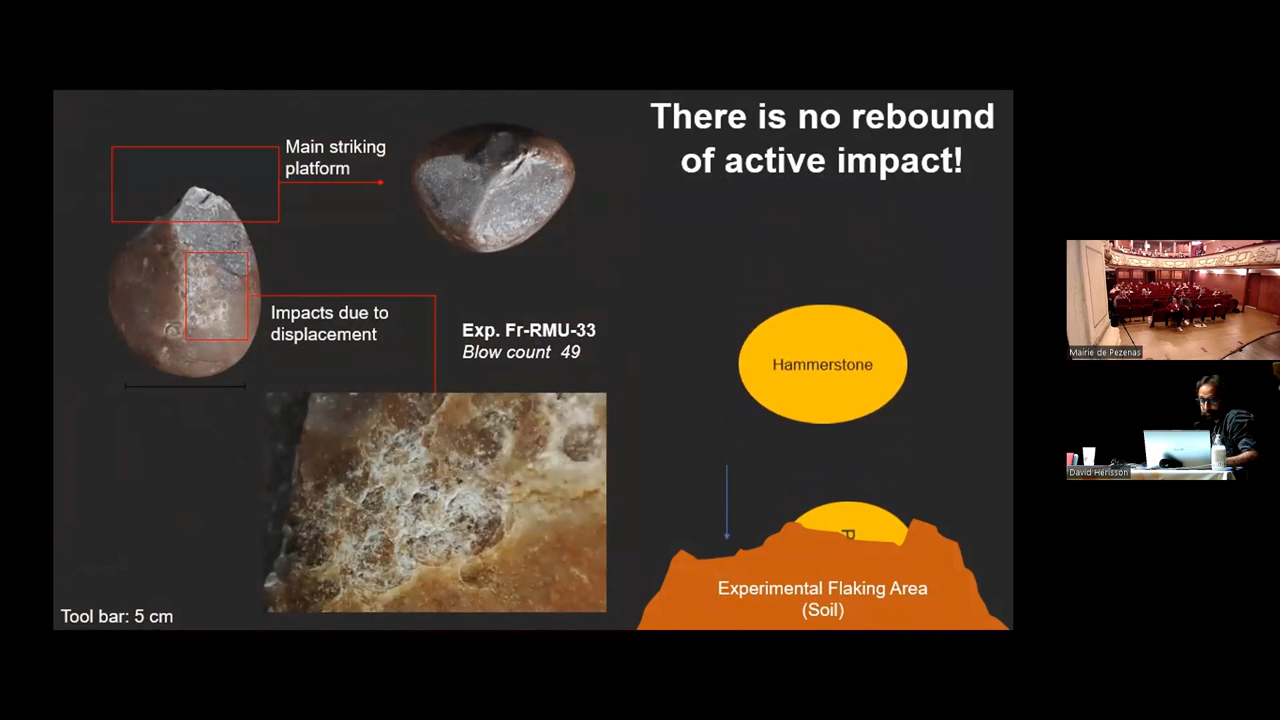 There is no rebound
of active impact!
Main striking
platform
Impacts due to
displacement
Exp. Fr-RMU-33
Blow count 49
Hammerstone
P
Experimental Flaking Area
(Soil)
Tool bar: 5 cm
Mairie de Pezenas
David Hérisson